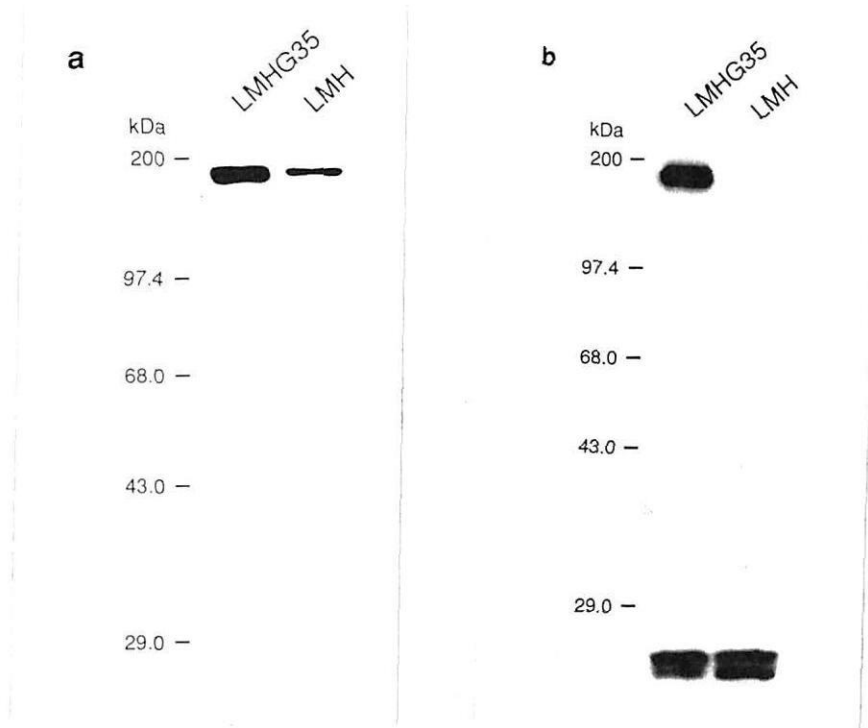 a
LMHG35
LMH
kDa
200 –
97.4 –
68.0 –
43.0 –
29.0 –
b
LMHG35
LMH
kDa
200 –
97.4 –
68.0 –
43.0 –
29.0 –